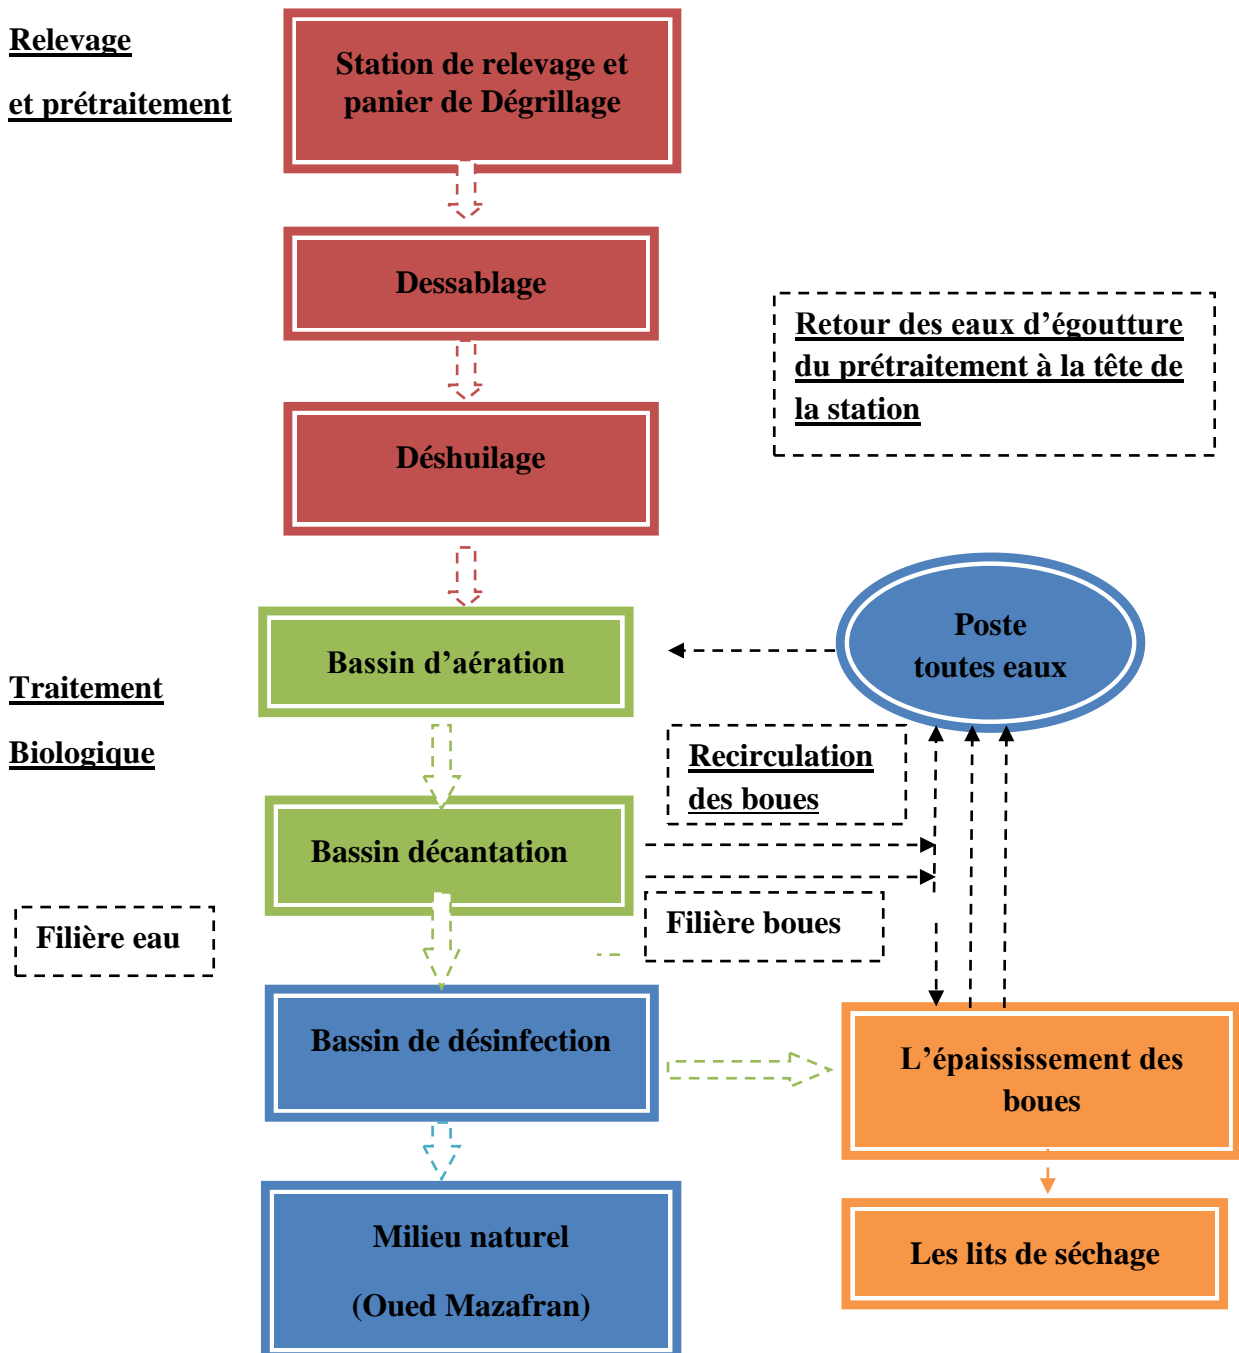 Relevage
et prétraitement
Station de relevage et
panier de Dégrillage
Dessablage
Retour des eaux d’égoutture
du prétraitement à la tête de
la station
Déshuilage
Poste
toutes eaux
Bassin d’aération
Traitement
Biologique
Recirculation
des boues
Bassin décantation
Filière eau
Filière boues
Bassin de désinfection
L’épaississement des
boues
Milieu naturel
(Oued Mazafran)
Les lits de séchage